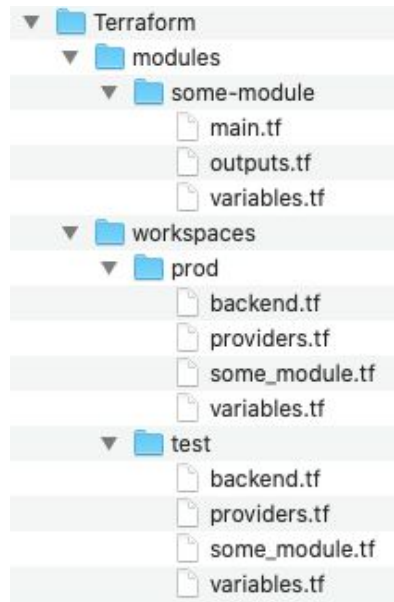 Terraform
modules
some-module
main.tf
outputs.tf
variables.tf
workspaces
prod
backend.tf
providers.tf
some_module.tf
variables.tf
test
backend.tf
providers.tf
some_module.tf
variables.tf